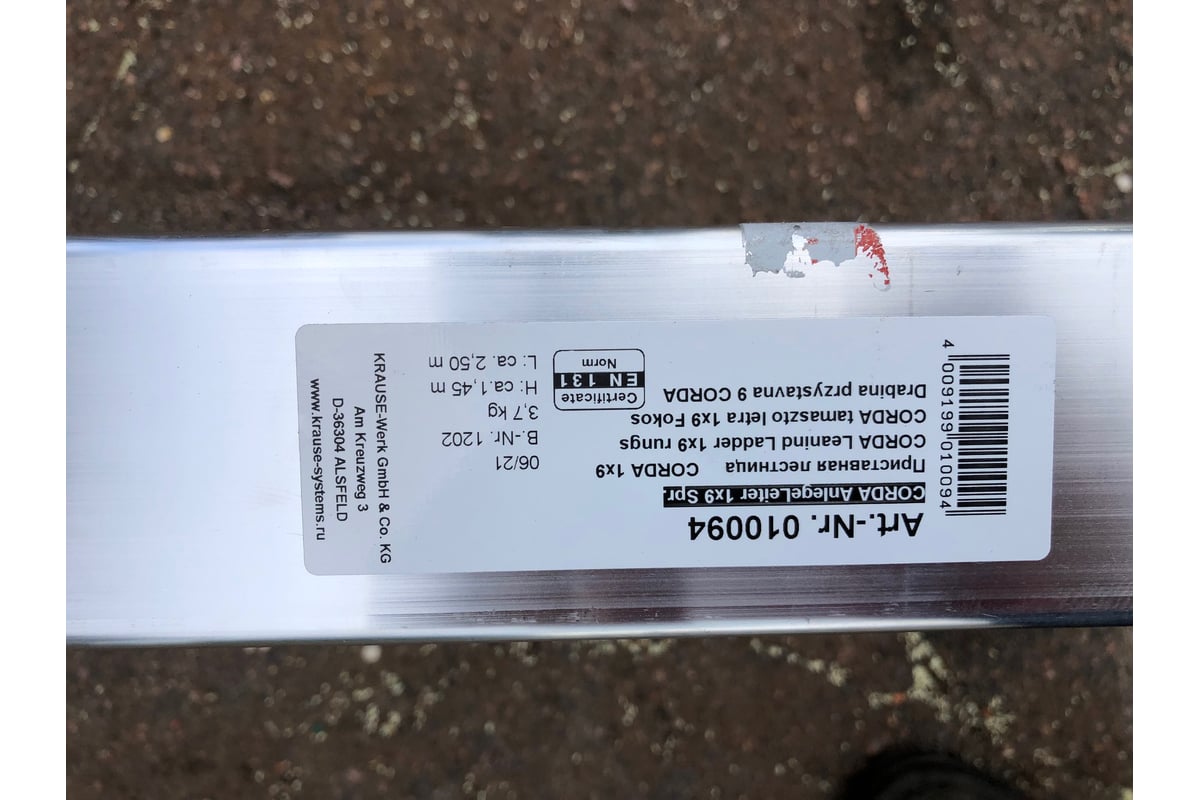 Art.-Nr. 010094
CORDA AnlegeLeiter 1x9 Spr.
Приставная лестница CORDA 1x9
CORDA Leanind Ladder 1x9 rungs
CORDA tamaszto letra 1x9 Fokos
Drabina przystavna 9 CORDA
4 009199 010094
06/21
B.-Nr. 1202
3,7 kg
H: ca.1,45 m
L: ca. 2,50 m
Certificate
EN 131
Norm
KRAUSE-Werk GmbH & Co. KG
Am Kreuzweg 3
D-36304 ALSFELD
www.krause-systems.ru